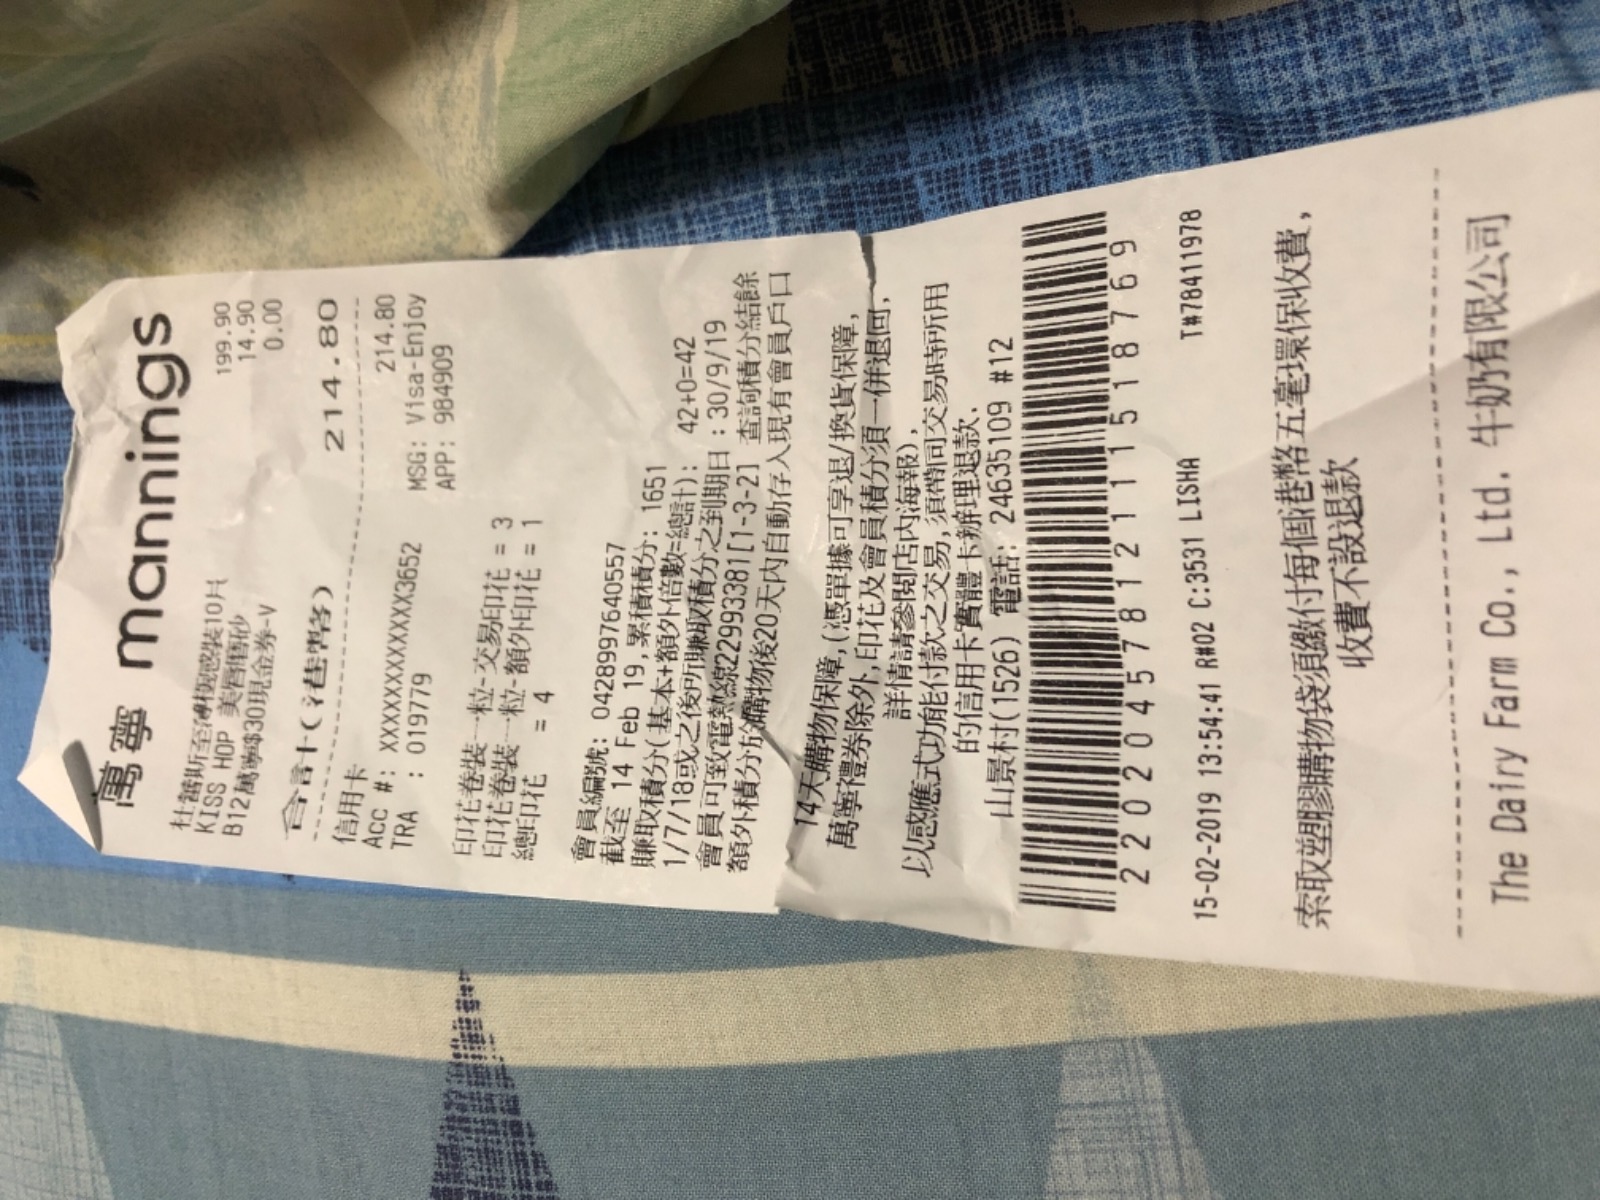 萬寧 mannings
杜蕾斯至薄極感裝10片 199.90
KISS HOP 美唇磨砂 14.90
B12萬寧$30現金券-V 0.00
合計(港幣) 214.80
信用卡 214.80
Acc #: XXXXXXXXXXXX3652 MSG: Visa-Enjoy
TRA : 019779 APP: 984909
印花卷裝一粒-交易印花 = 3
印花卷裝一粒-額外印花 = 1
總印花 = 4
會員編號: 0428997640557
截至 14 Feb 19,累積積分: 1651
賺取積分(基本+額外倍數=總計): 42+0=42
1/7/18或之後所賺取積分之到期日:30/9/19
會員可致電熱線22993381[1-3-2] 查詢積分結餘
額外積分於購物後20天內自動存入現有會員戶口
14天購物保障,(憑單據可享退/換貨保障,
萬寧禮券除外,印花及會員積分須一併退回,
詳情請參閱店內海報),
以感應式功能付款之交易,須帶同交易時所用
的信用卡實體卡辦理退款.
山景村(1526) 電話: 24635109 #12
22020457812111518769
15-02-2019 13:54:41 R#02 C:3531 LISHA T#78411978
索取塑膠購物袋須繳付每個港幣五毫環保收費,
收費不設退款
The Dairy Farm Co., Ltd. 牛奶有限公司